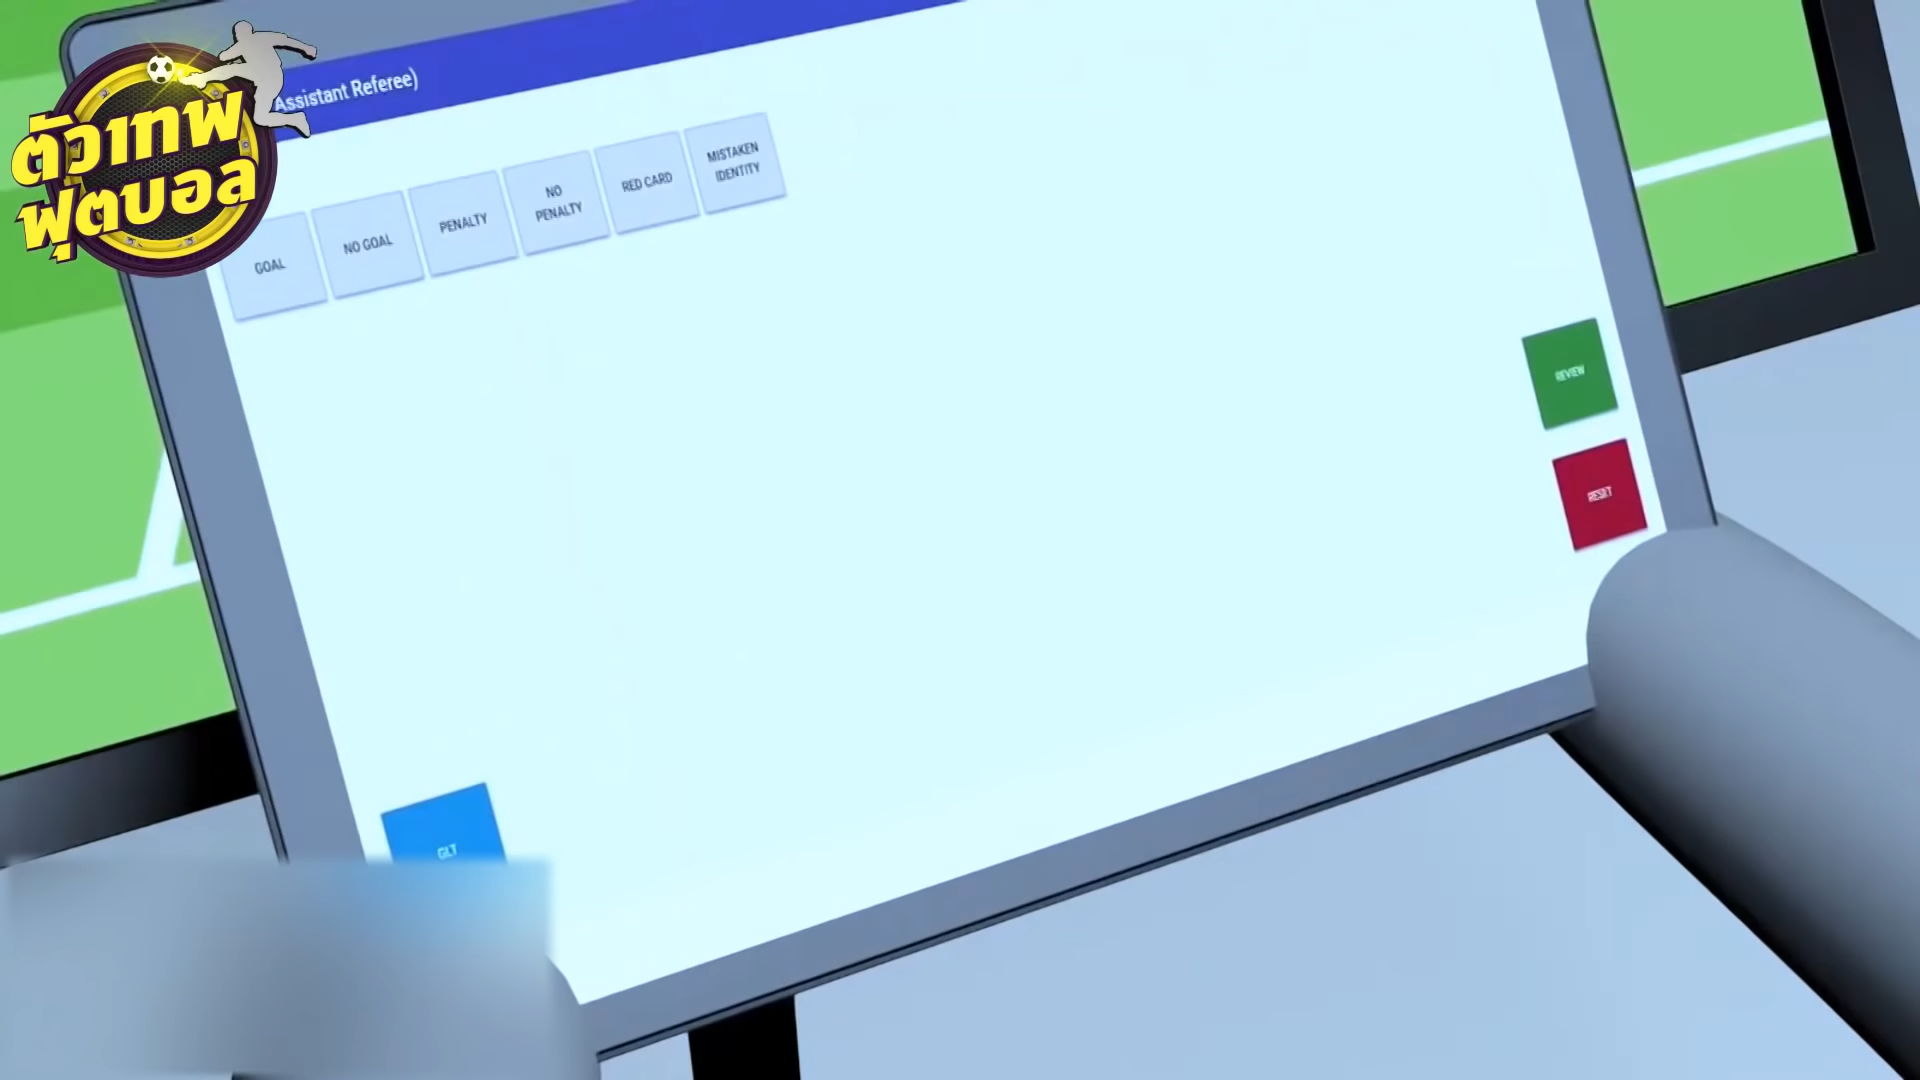 ตัวเทพ
ฟุตบอล
Assistant Referee)
GOAL
NO GOAL
PENALTY
NO
PENALTY
RED CARD
MISTAKEN
IDENTITY
REVIEW
RESET
GLT